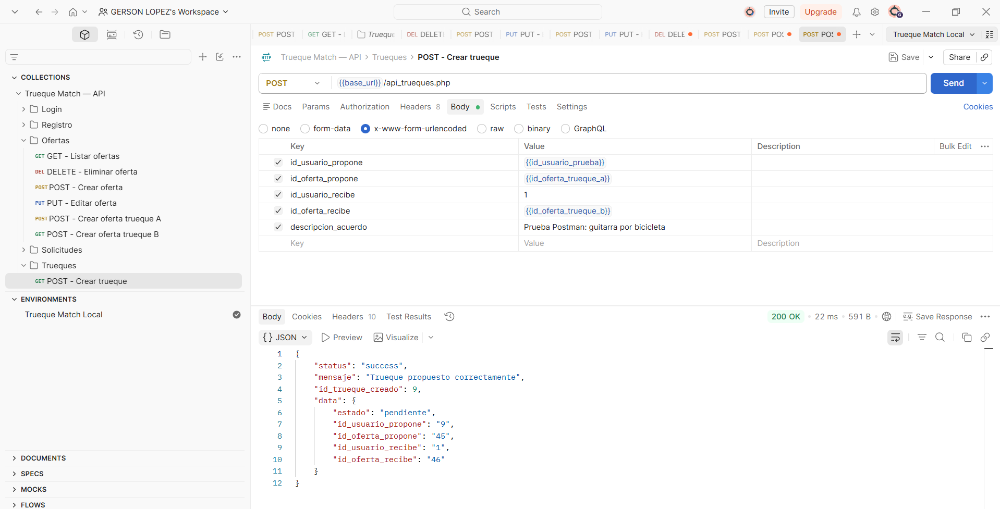 GERSON LOPEZ's Workspace
Search
Invite
Upgrade
POST POST
GET GET -
Trueque
DEL DELET
POST POST
PUT PUT -
POST POST
PUT PUT -
DEL DELE
POST POST
POST POS
POST POS
Trueque Match Local
Trueque Match — API > Trueques > POST - Crear trueque
Save
Share
POST
{{base_url}} /api_trueques.php
Send
Docs
Params
Authorization
Headers 8
Body
Scripts
Tests
Settings
Cookies
none
form-data
x-www-form-urlencoded
raw
binary
GraphQL
Key Value Description Bulk Edit
id_usuario_propone {{id_usuario_prueba}}
id_oferta_propone {{id_oferta_trueque_a}}
id_usuario_recibe 1
id_oferta_recibe {{id_oferta_trueque_b}}
descripcion_acuerdo Prueba Postman: guitarra por bicicleta
Key Value Description
COLLECTIONS
Trueque Match — API
Login
Registro
Ofertas
GET GET - Listar ofertas
DEL DELETE - Eliminar oferta
POST POST - Crear oferta
PUT PUT - Editar oferta
POST POST - Crear oferta trueque A
GET POST - Crear oferta trueque B
Solicitudes
Trueques
GET POST - Crear trueque
ENVIRONMENTS
Trueque Match Local
DOCUMENTS
SPECS
MOCKS
FLOWS
Body
Cookies
Headers 10
Test Results
200 OK
22 ms
591 B
e.g. Save Response
{} JSON
Preview
Visualize
1 {
2 "status": "success",
3 "mensaje": "Trueque propuesto correctamente",
4 "id_trueque_creado": 9,
5 "data": {
6 "estado": "pendiente",
7 "id_usuario_propone": "9",
8 "id_oferta_propone": "45",
9 "id_usuario_recibe": "1",
10 "id_oferta_recibe": "46"
11 }
12 }